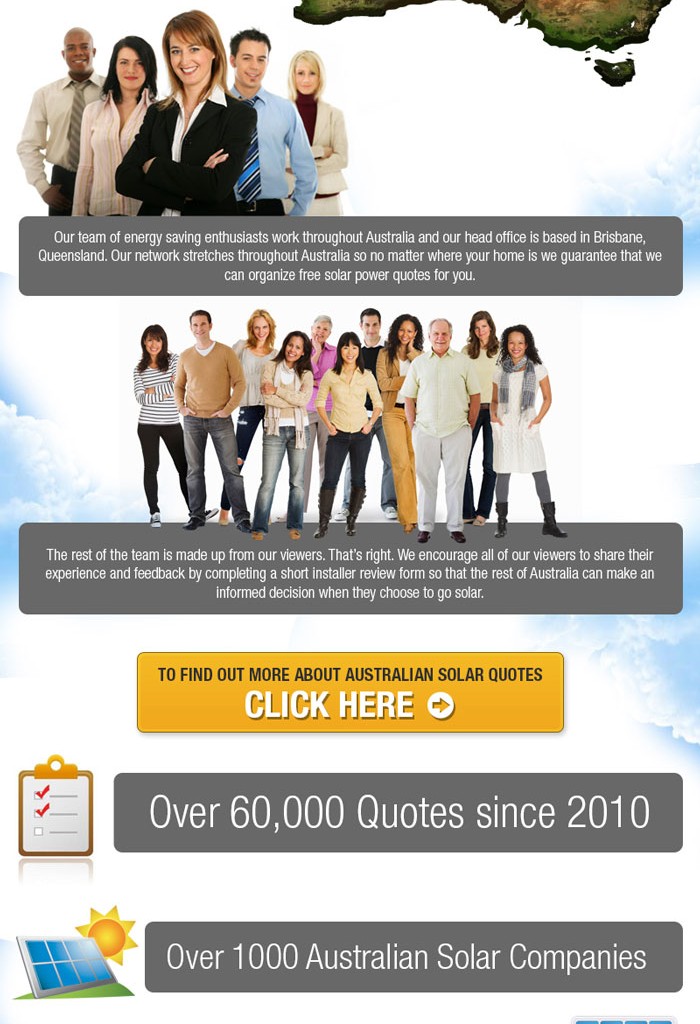 Our team of energy saving enthusiasts work throughout Australia and our head office is based in Brisbane,
Queensland. Our network stretches throughout Australia so no matter where your home is we guarantee that we
can organize free solar power quotes for you.
The rest of the team is made up from our viewers. That's right. We encourage all of our viewers to share their
experience and feedback by completing a short installer review form so that the rest of Australia can make an
informed decision when they choose to go solar.
TO FIND OUT MORE ABOUT AUSTRALIAN SOLAR QUOTES
CLICK HERE
Over 60,000 Quotes since 2010
Over 1000 Australian Solar Companies